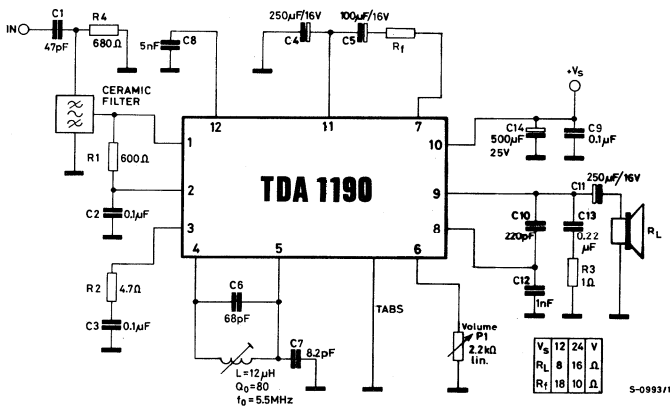 IN
C1
47pF
R4
680Ω
5nF
C8
250µF/16V
C4
100µF/16V
C5
Rf
+Vs
CERAMIC
FILTER
12
11
7
1
10
C14
500µF
25V
C9
0.1µF
R1
600Ω
TDA 1190
2
9
C11
250µF/16V
C2
0.1µF
C10
220pF
C13
0.22
µF
RL
3
8
4
5
6
R2
4.7Ω
C6
68pF
TABS
C12
1nF
R3
1Ω
C3
0.1µF
C7
8.2pF
Volume
P1
2.2kΩ
lin.
L=12µH
Qo=80
fo=5.5MHz
Vs 12 24 V
RL 8 16 Ω
Rf 18 10 Ω
S-0993/1